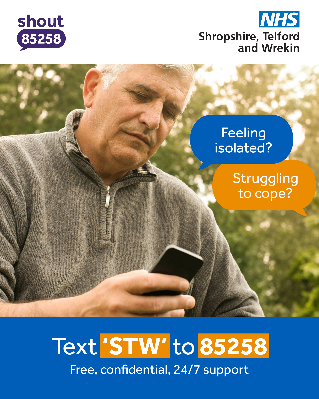 shout
85258
NHS
Shropshire, Telford
and Wrekin
Feeling
isolated?
Struggling
to cope?
Text 'STW' to 85258
Free, confidential, 24/7 support